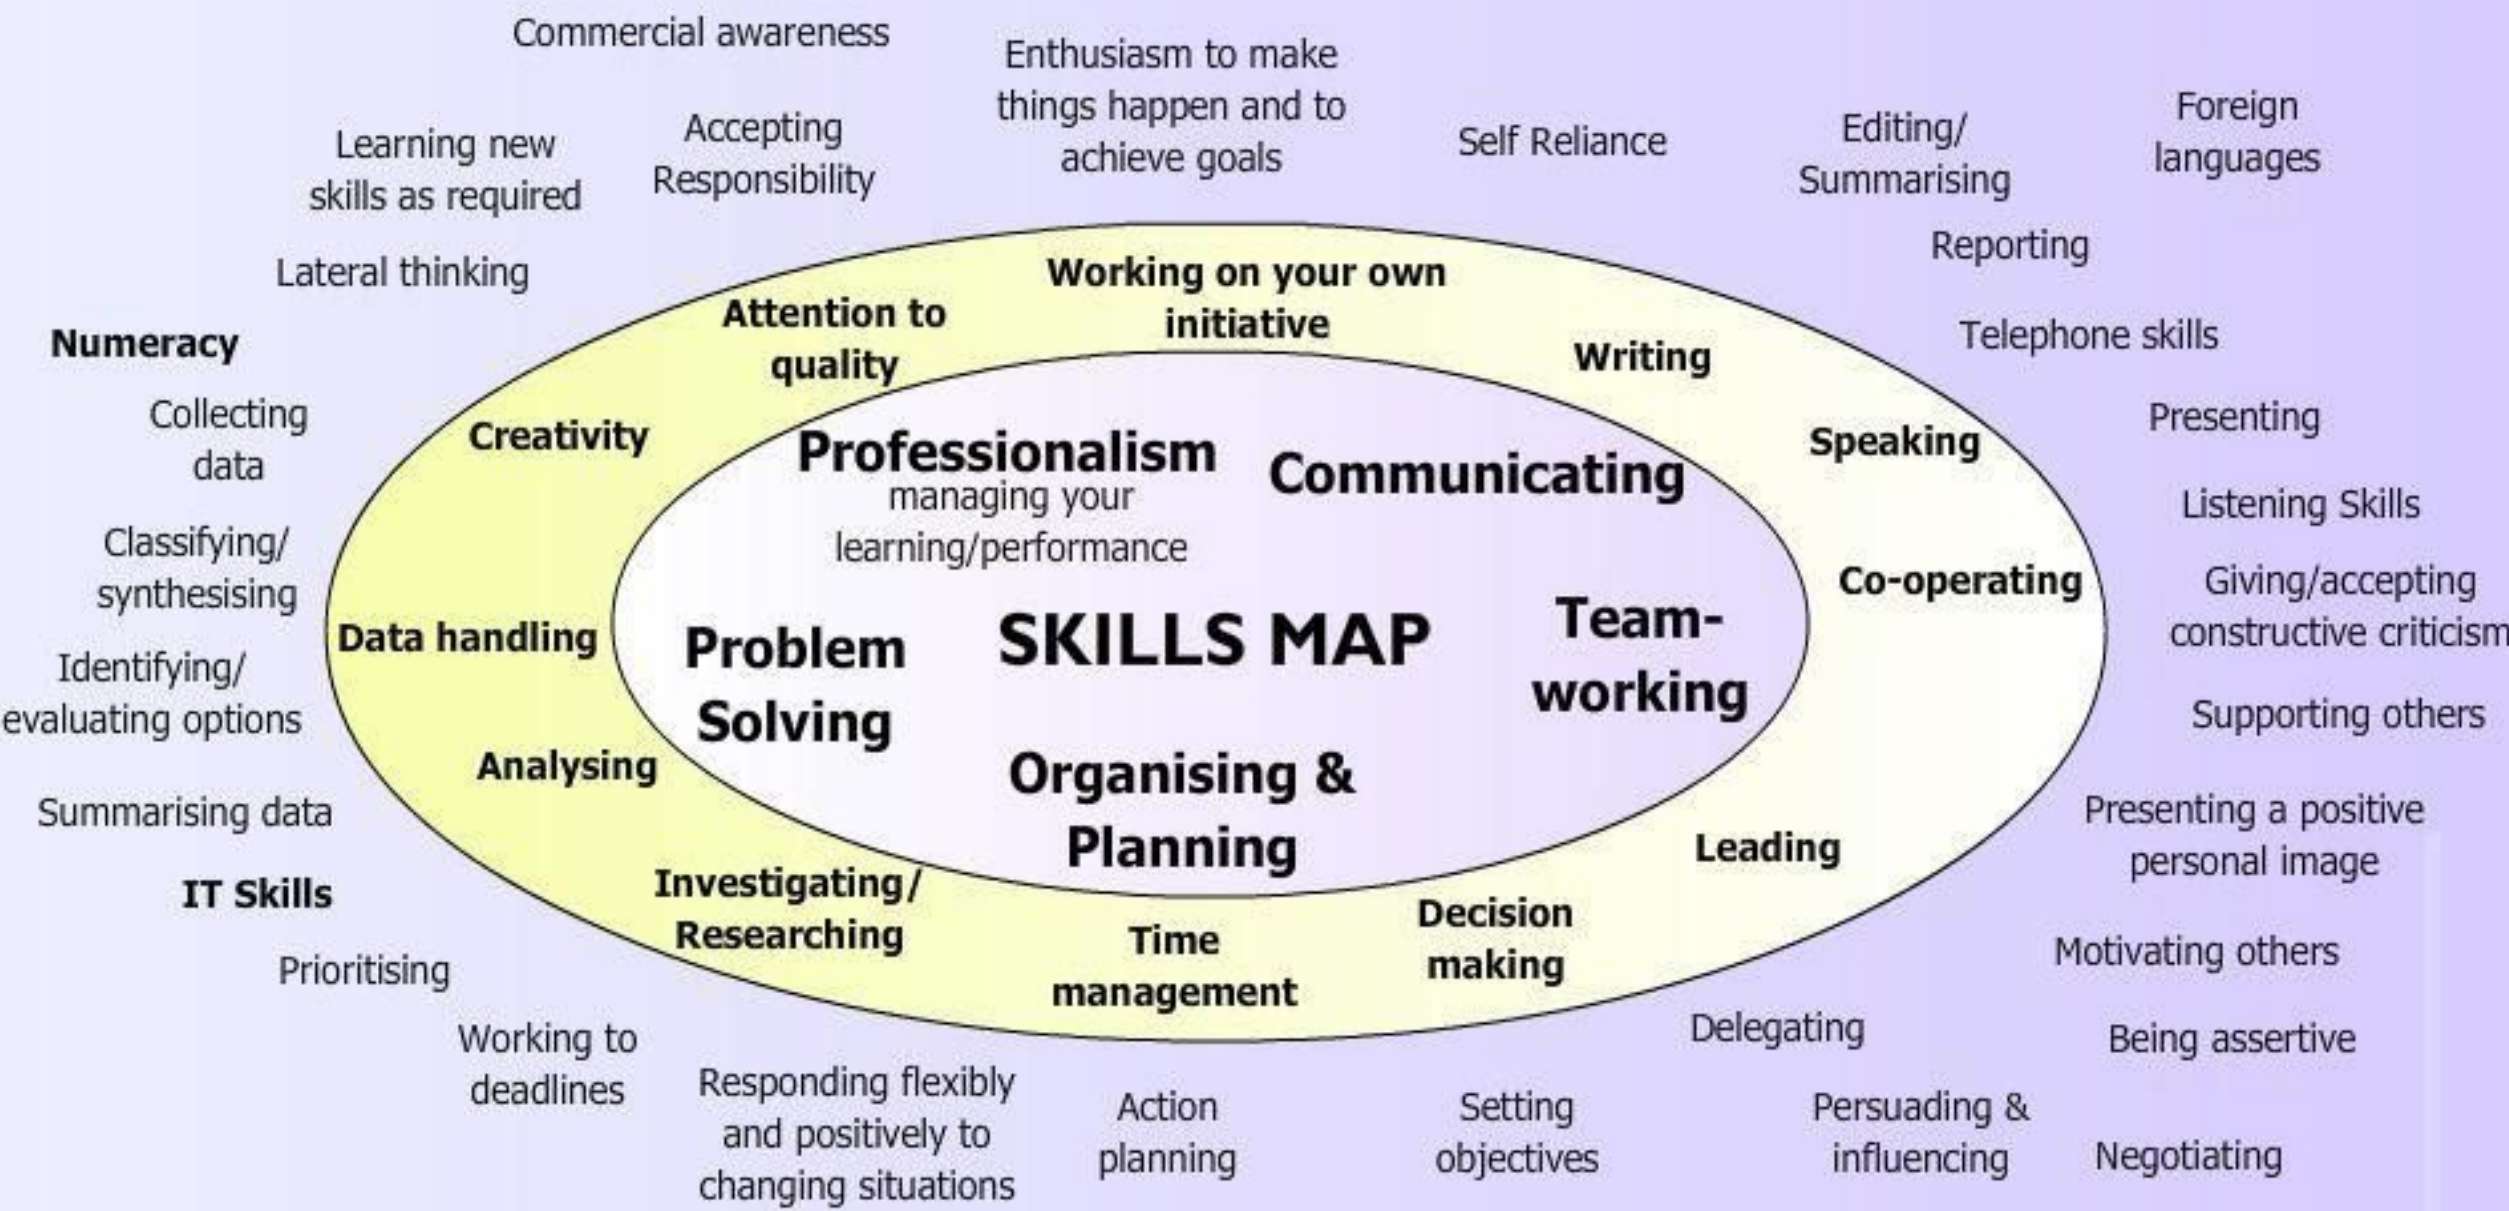 Commercial awareness
Enthusiasm to make
things happen and to
achieve goals
Learning new
skills as required
Accepting
Responsibility
Self Reliance
Editing/
Summarising
Foreign
languages
Reporting
Lateral thinking
Telephone skills
Numeracy
Collecting
data
Presenting
Listening Skills
Classifying/
synthesising
Giving/accepting
constructive criticism
Identifying/
evaluating options
Supporting others
Summarising data
Presenting a positive
personal image
IT Skills
Motivating others
Prioritising
Working to
deadlines
Delegating
Being assertive
Responding flexibly
and positively to
changing situations
Action
planning
Setting
objectives
Persuading &
influencing
Negotiating
Working on your own
initiative
Attention to
quality
Writing
Creativity
Speaking
Co-operating
Data handling
Analysing
Leading
Investigating/
Researching
Time
management
Decision
making
Professionalism
managing your
learning/performance
Communicating
Problem
Solving
SKILLS MAP
Team-
working
Organising &
Planning